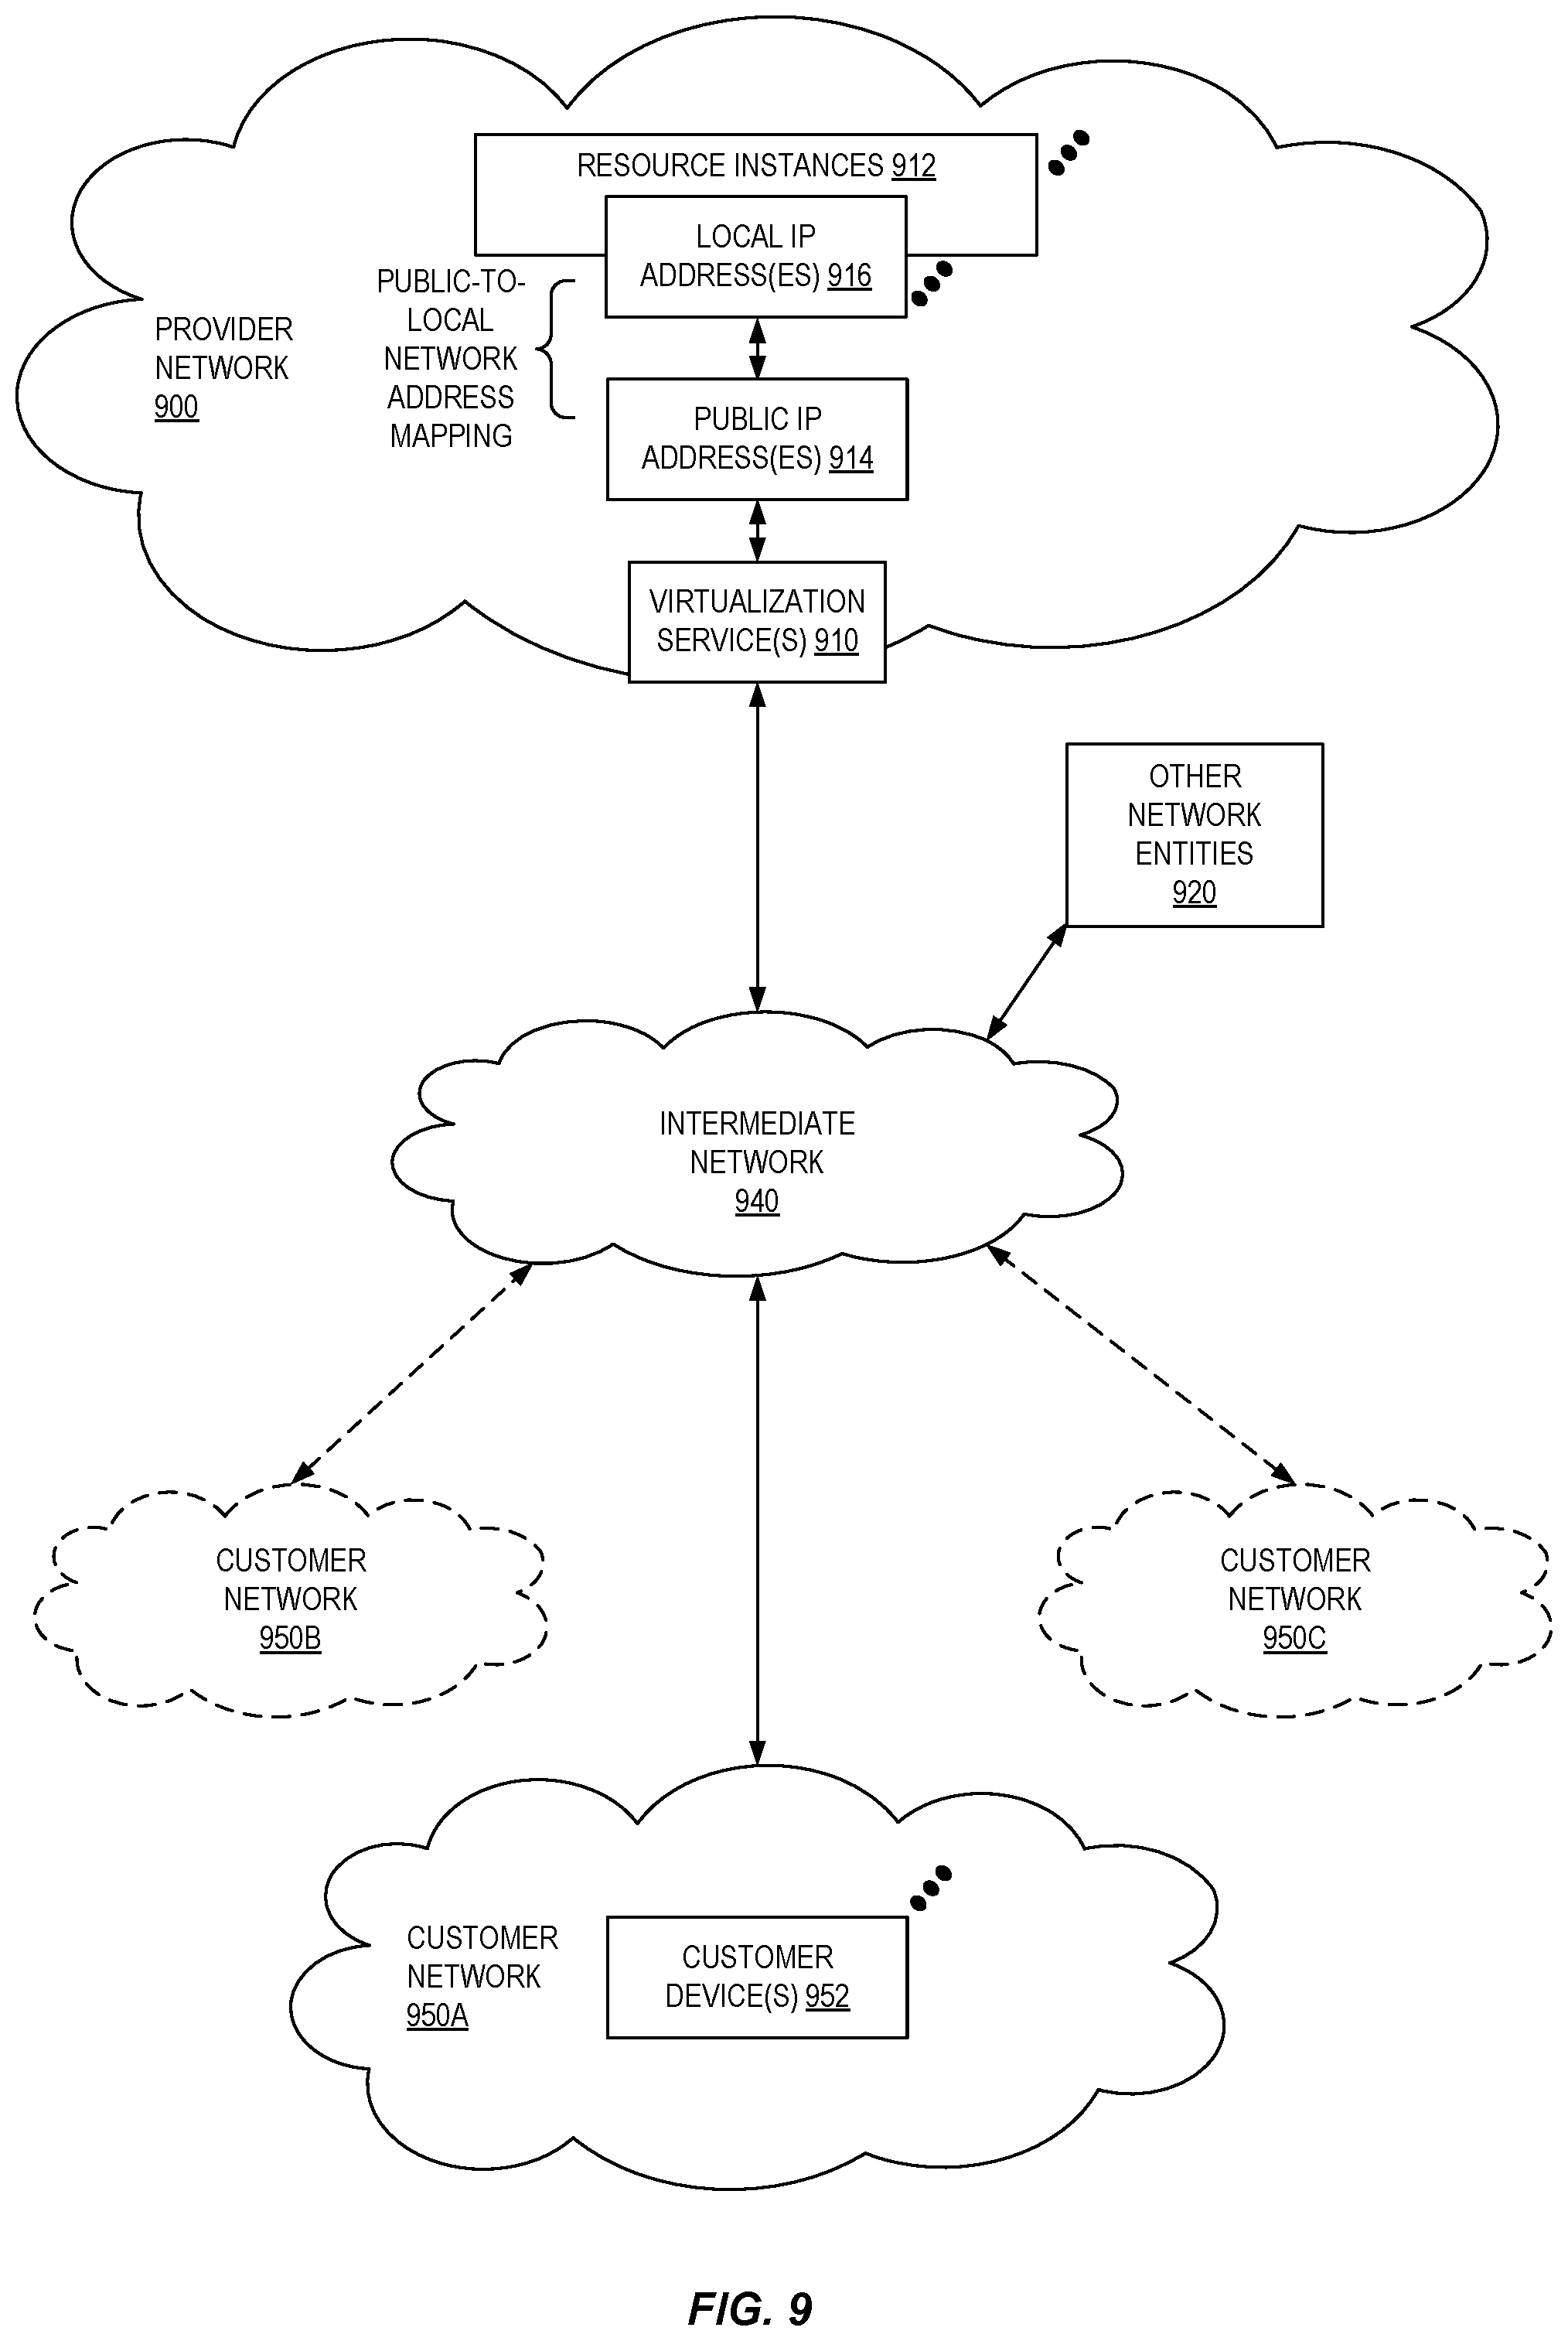 RESOURCE INSTANCES 912
LOCAL IP
ADDRESS(ES) 916
PUBLIC-TO-
LOCAL
NETWORK
ADDRESS
MAPPING
PROVIDER
NETWORK
900
PUBLIC IP
ADDRESS(ES) 914
VIRTUALIZATION
SERVICE(S) 910
OTHER
NETWORK
ENTITIES
920
INTERMEDIATE
NETWORK
940
CUSTOMER
NETWORK
950B
CUSTOMER
NETWORK
950C
CUSTOMER
NETWORK
950A
CUSTOMER
DEVICE(S) 952
FIG. 9